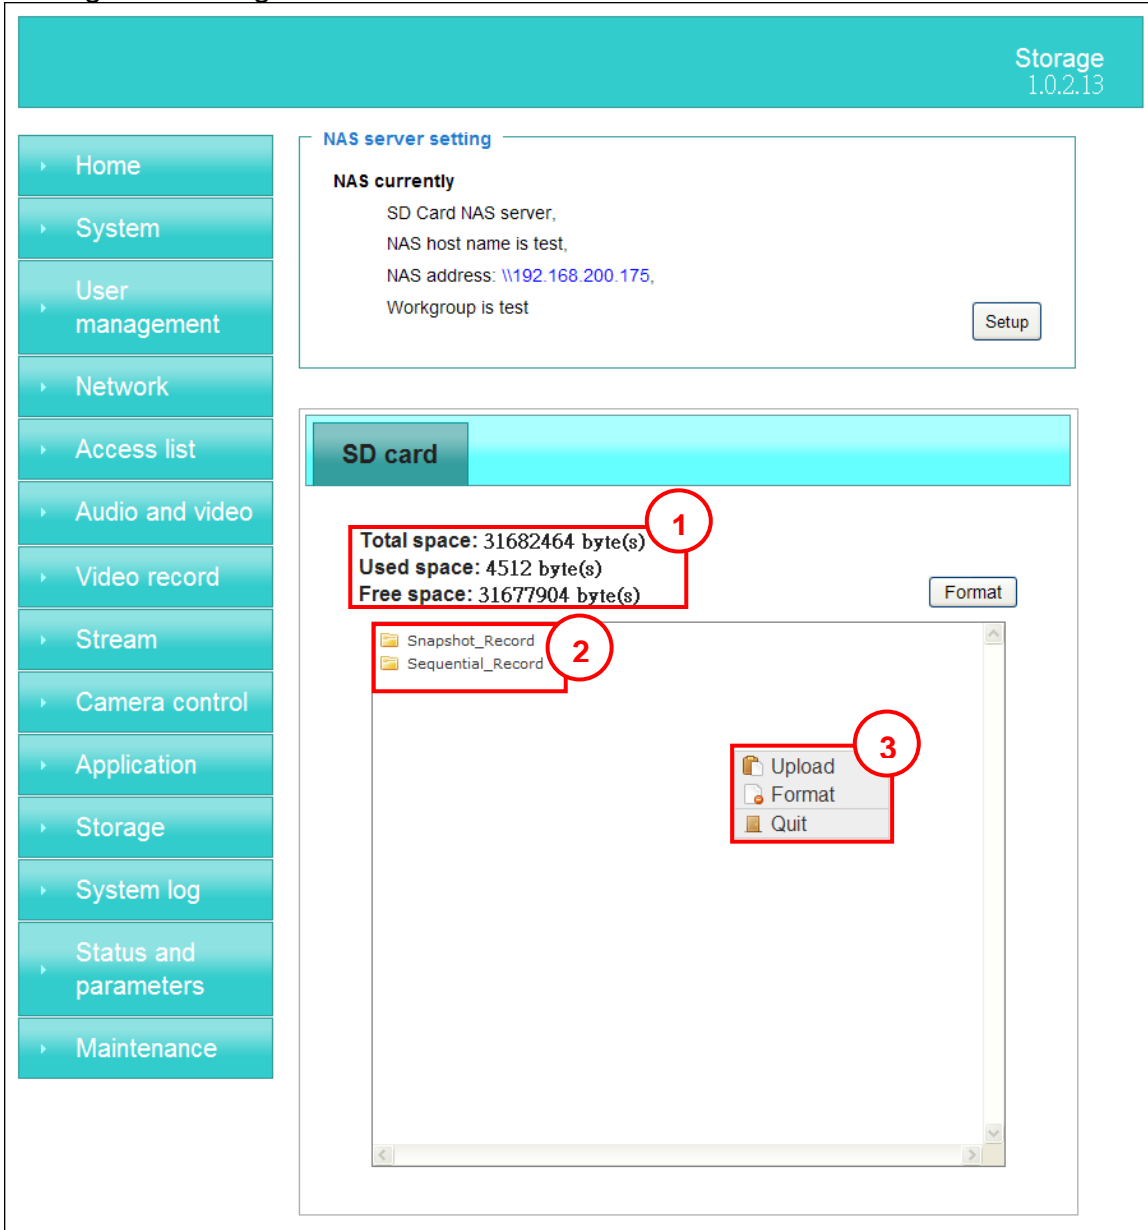 Storage
1.0.2.13
Home
System
User
management
Network
Access list
Audio and video
Video record
Stream
Camera control
Application
Storage
System log
Status and
parameters
Maintenance
NAS server setting
NAS currently
SD Card NAS server,
NAS host name is test,
NAS address: \\192.168.200.175,
Workgroup is test
Setup
SD card
1
Total space: 31682464 byte(s)
Used space: 4512 byte(s)
Free space: 31677904 byte(s)
Format
Snapshot_Record
Sequential_Record
2
3
Upload
Format
Quit